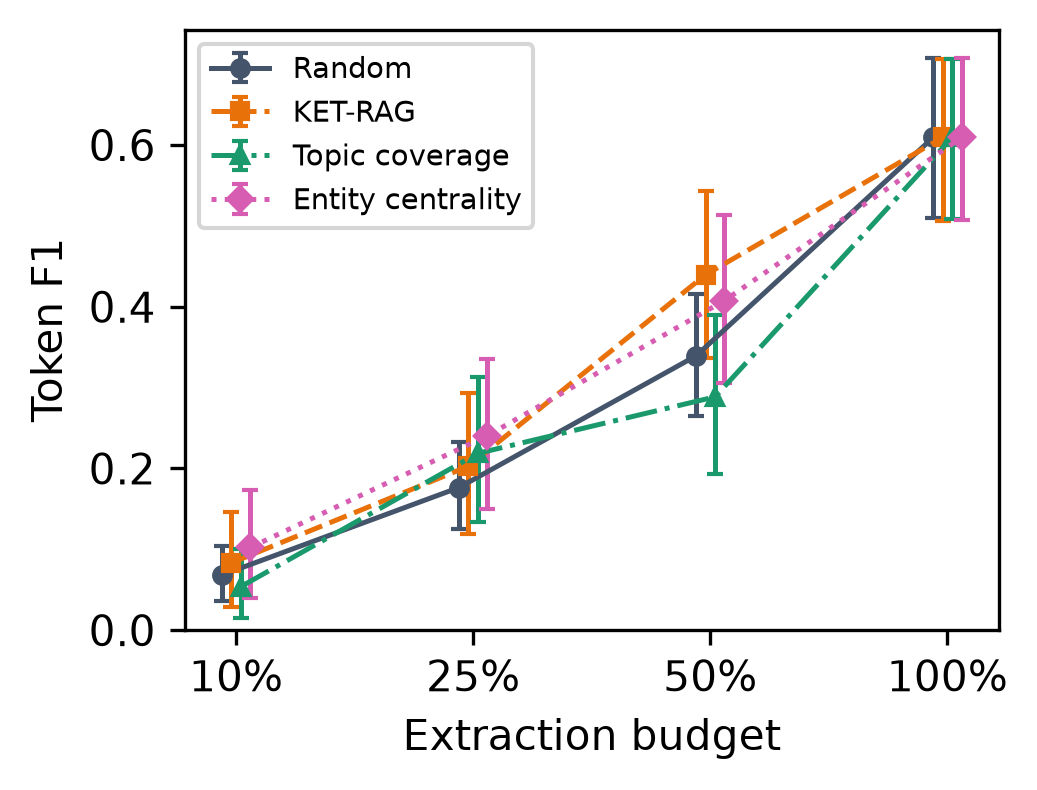 Random
KET-RAG
Topic coverage
Entity centrality
0.6
0.4
0.2
0.0
Token F1
10% 25% 50% 100%
Extraction budget